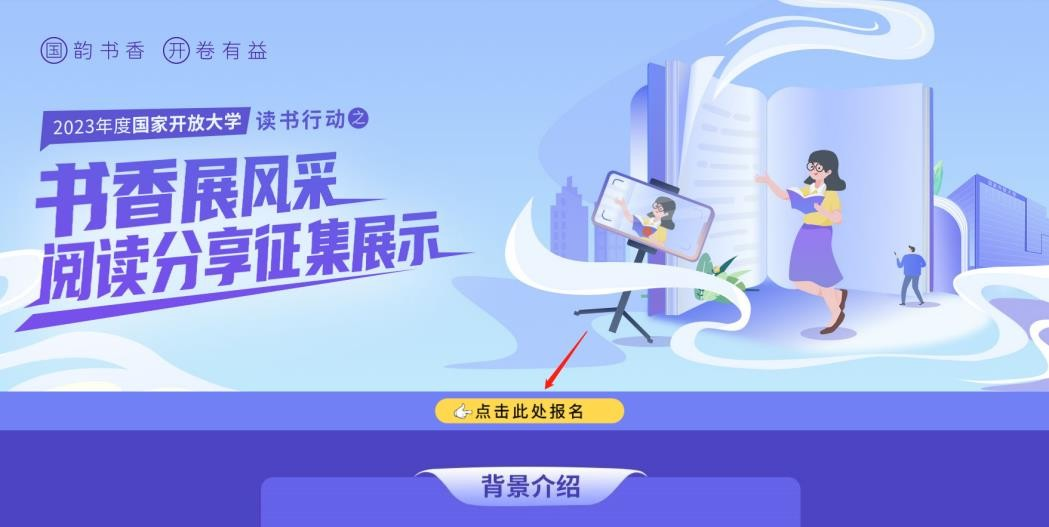 国韵书香 开卷有益
2023年度国家开放大学 读书行动之
书香展风采
阅读分享征集展示
点击此处报名
背景介绍